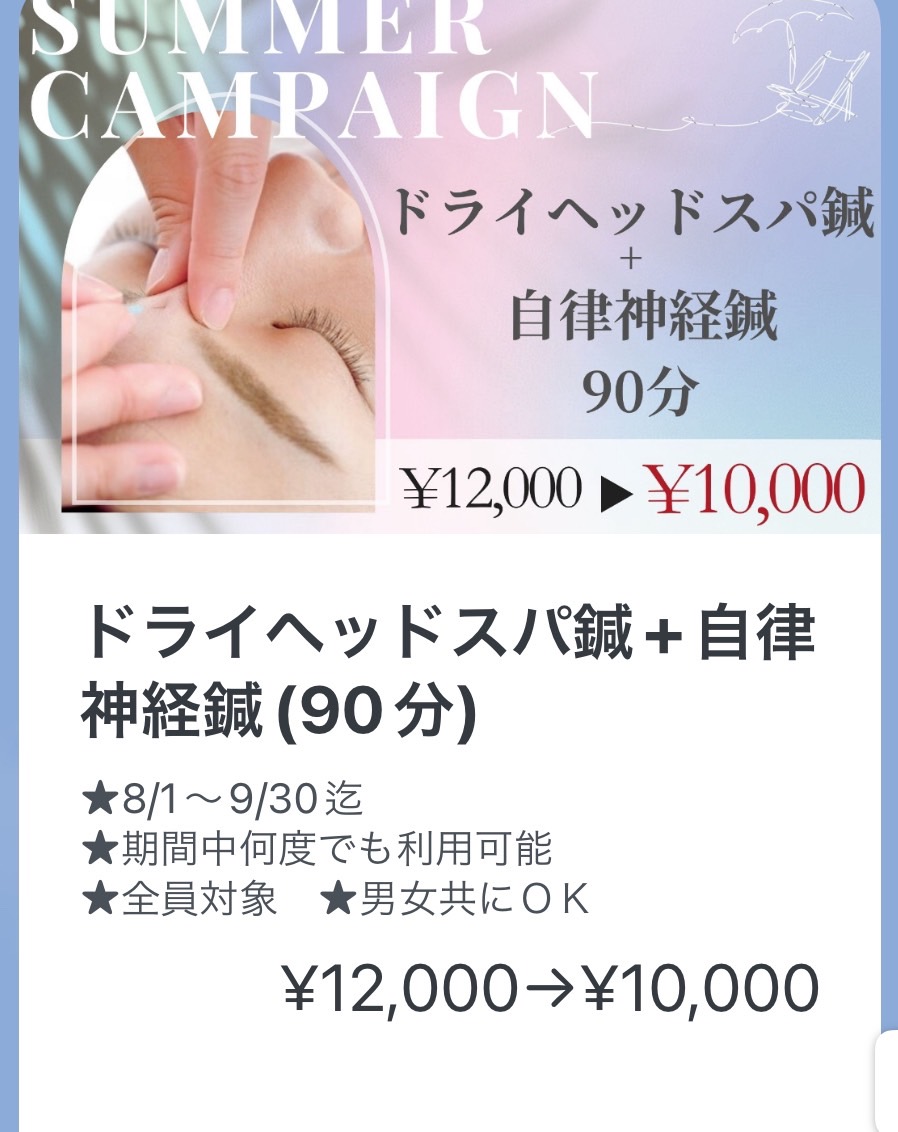 SUMMER
CAMPAIGN
ドライヘッドスパ鍼
+
自律神経鍼
90分
¥12,000 ▶ ¥10,000
ドライヘッドスパ鍼+自律
神経鍼(90分)
★8/1〜9/30迄
★期間中何度でも利用可能
★全員対象　★男女共にＯＫ
¥12,000→¥10,000